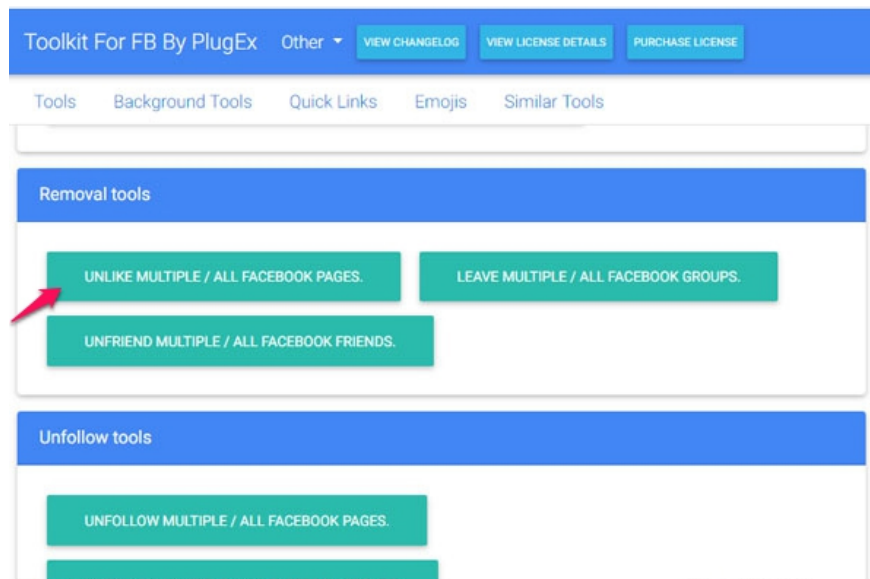 Toolkit For FB By PlugEx Other VIEW CHANGELOG VIEW LICENSE DETAILS PURCHASE LICENSE
Tools Background Tools Quick Links Emojis Similar Tools
Removal tools
UNLIKE MULTIPLE / ALL FACEBOOK PAGES. LEAVE MULTIPLE / ALL FACEBOOK GROUPS.
UNFRIEND MULTIPLE / ALL FACEBOOK FRIENDS.
Unfollow tools
UNFOLLOW MULTIPLE / ALL FACEBOOK PAGES.